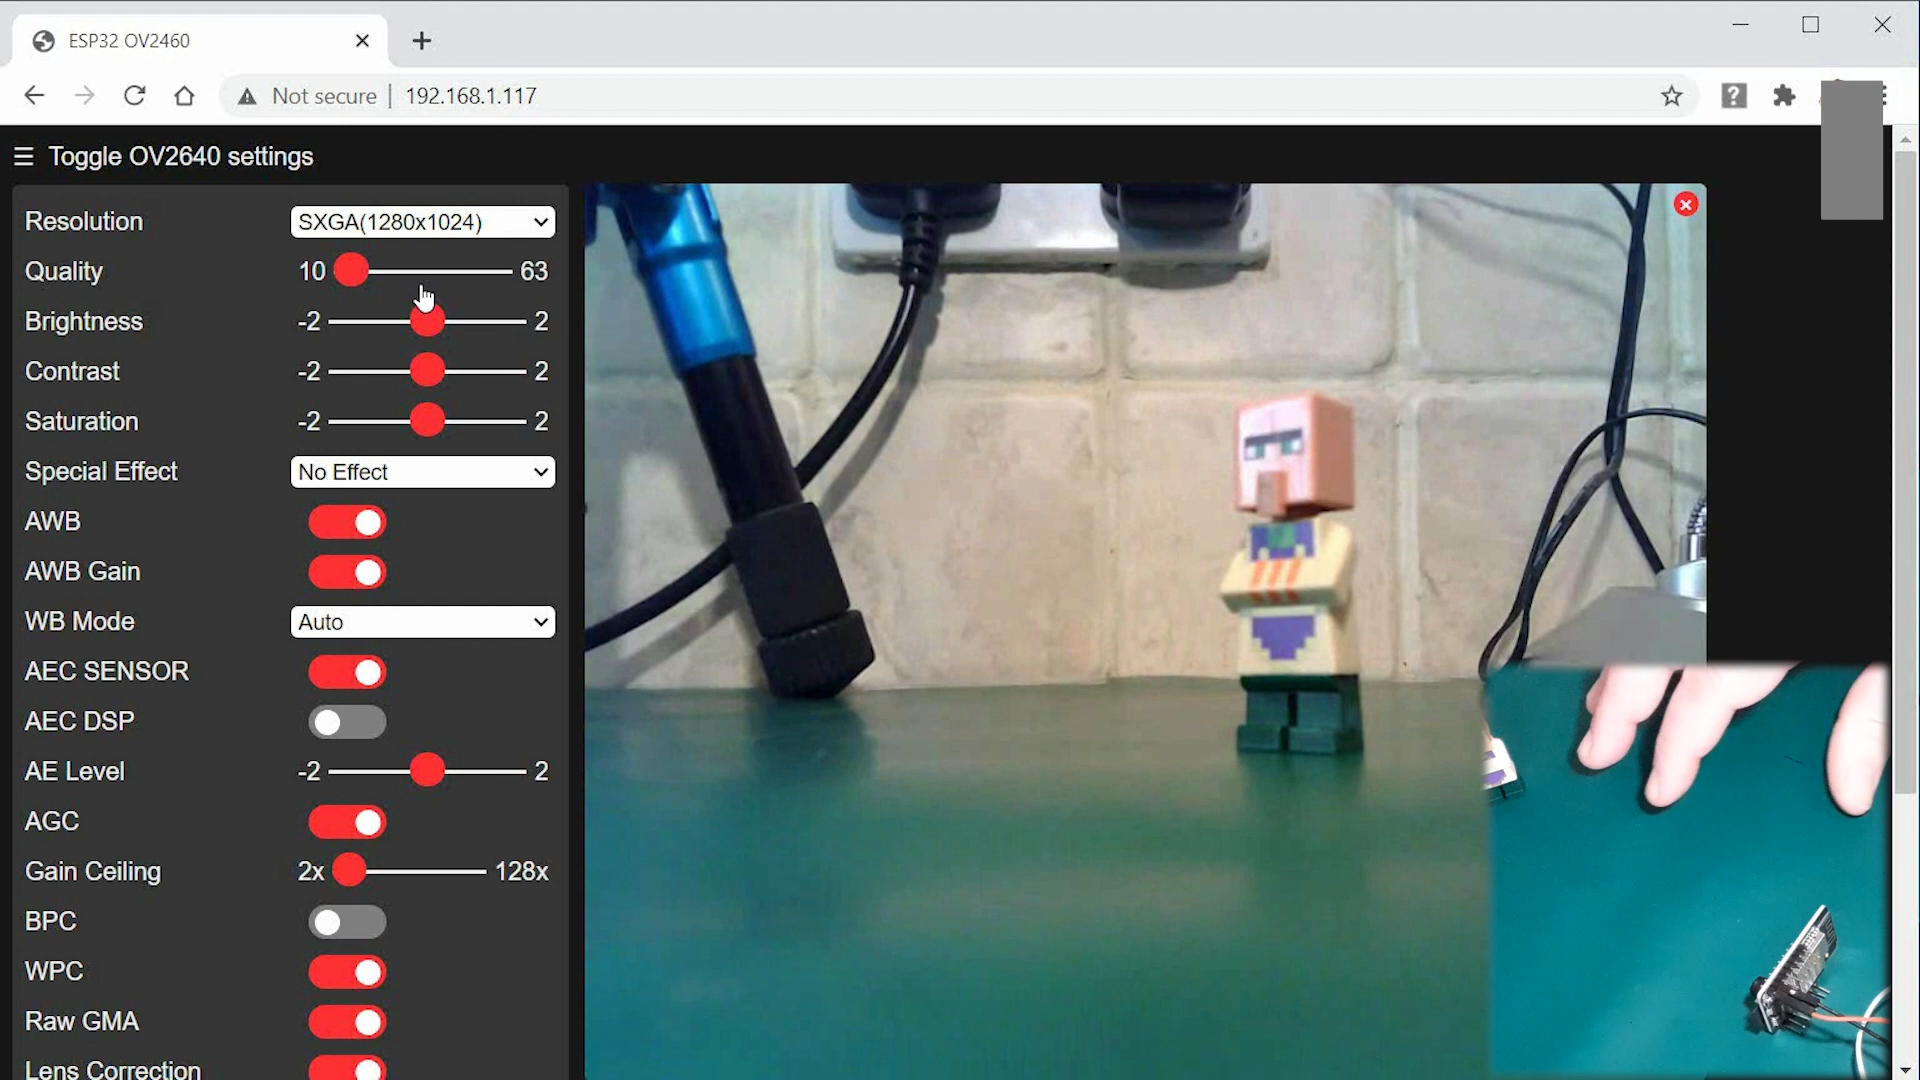 ESP32 OV2460
Not secure 192.168.1.117
☰ Toggle OV2640 settings
Resolution SXGA(1280x1024)
Quality 10 63
Brightness -2 2
Contrast -2 2
Saturation -2 2
Special Effect No Effect
AWB
AWB Gain
WB Mode Auto
AEC SENSOR
AEC DSP
AE Level -2 2
AGC
Gain Ceiling 2x 128x
BPC
WPC
Raw GMA
Lens Correction